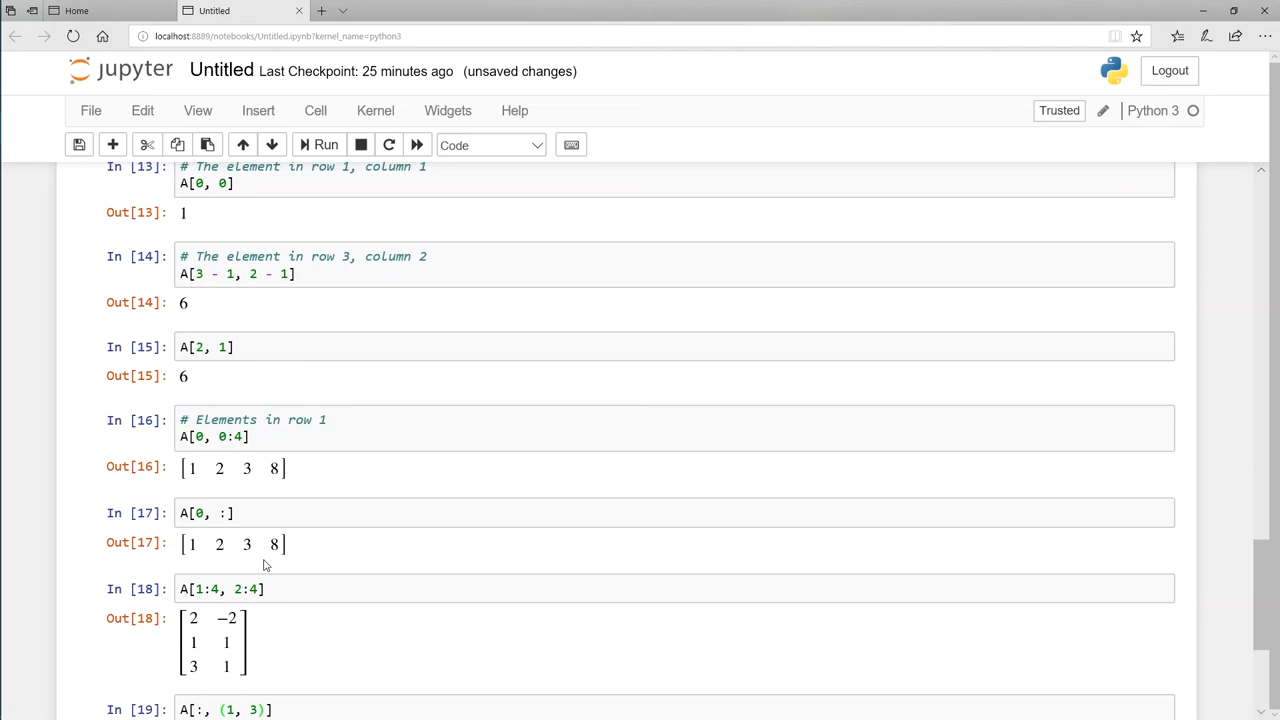 Home
Untitled
localhost:8889/notebooks/Untitled.ipynb?kernel_name=python3
jupyter Untitled Last Checkpoint: 25 minutes ago (unsaved changes) Logout
File Edit View Insert Cell Kernel Widgets Help Trusted Python 3
Run Code
In [13]: # The element in row 1, column 1
A[0, 0]
Out[13]: 1
In [14]: # The element in row 3, column 2
A[3 - 1, 2 - 1]
Out[14]: 6
In [15]: A[2, 1]
Out[15]: 6
In [16]: # Elements in row 1
A[0, 0:4]
Out[16]: [1 2 3 8]
In [17]: A[0, :]
Out[17]: [1 2 3 8]
In [18]: A[1:4, 2:4]
Out[18]: [2 −2
1 1
3 1]
In [19]: A[:, (1, 3)]